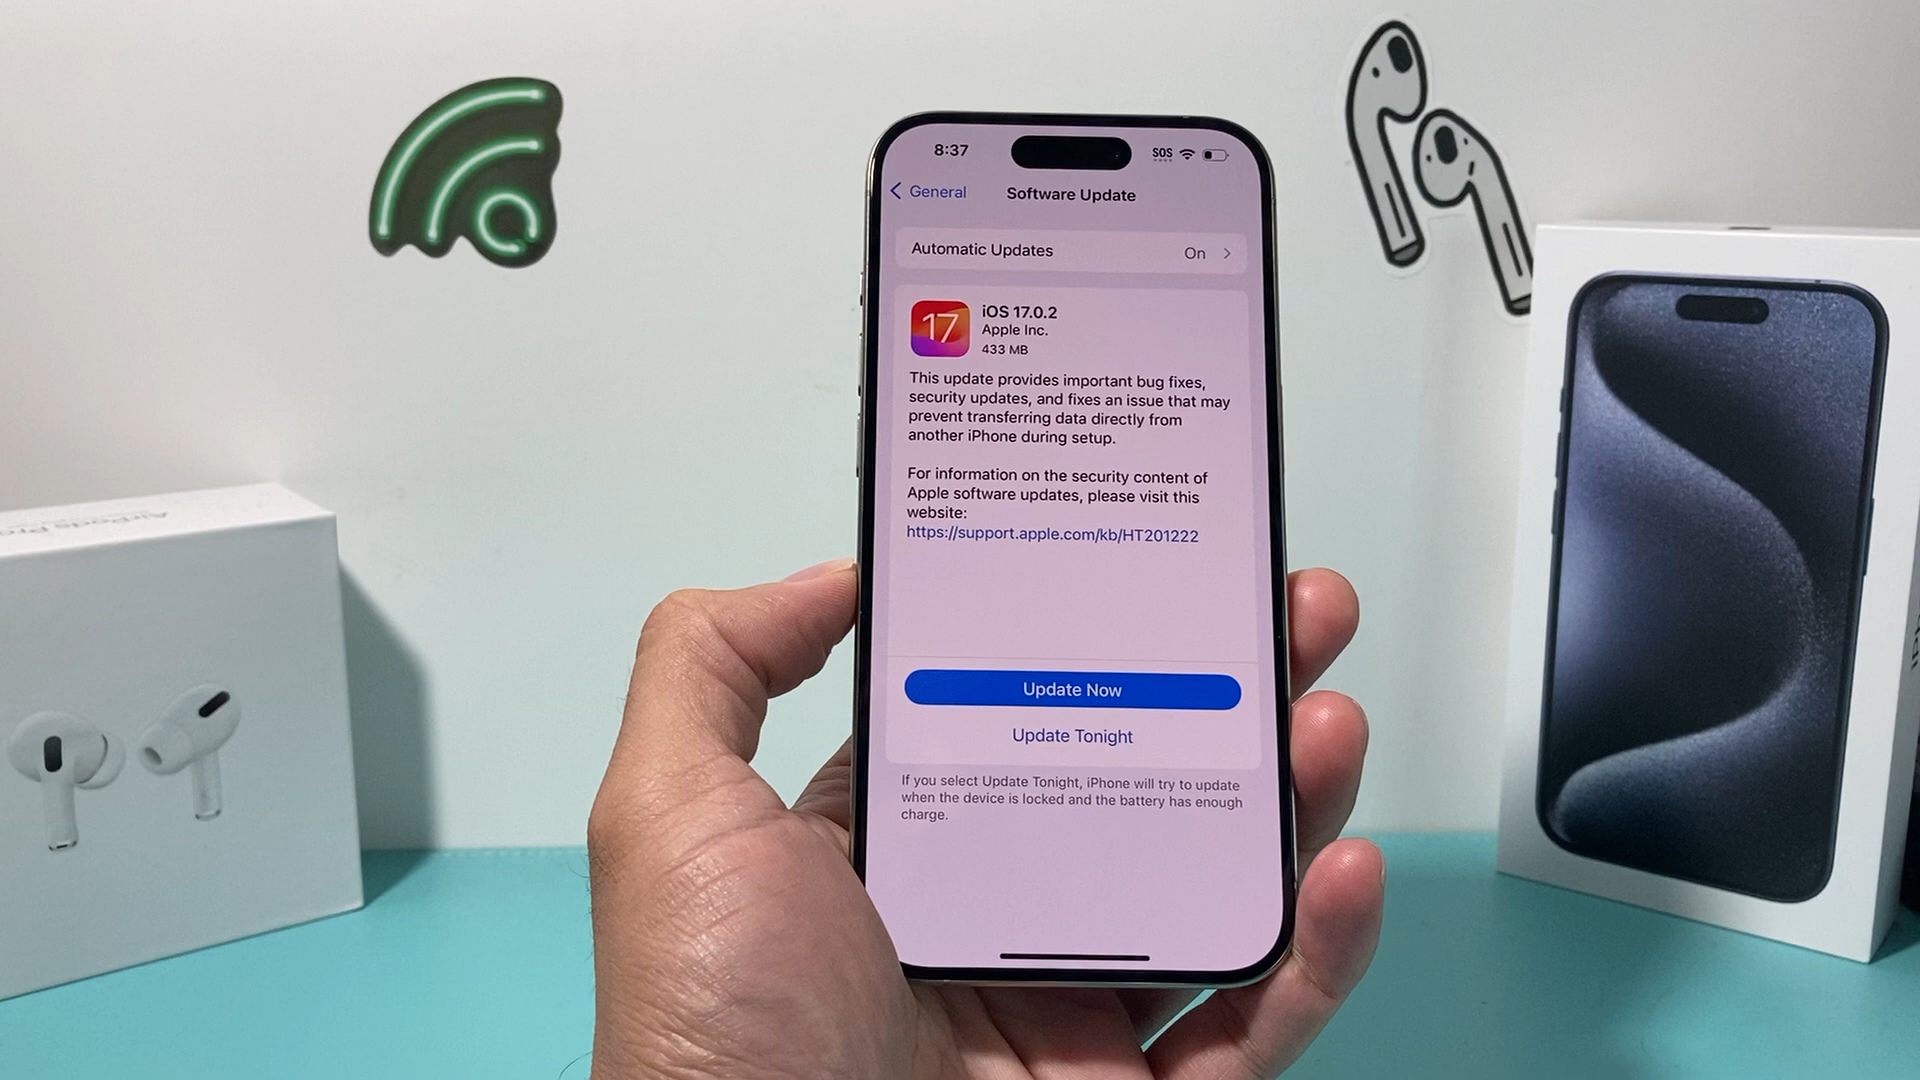 8:37
SOS
General
Software Update
Automatic Updates
On
17
iOS 17.0.2
Apple Inc.
433 MB
This update provides important bug fixes,
security updates, and fixes an issue that may
prevent transferring data directly from
another iPhone during setup.
For information on the security content of
Apple software updates, please visit this
website:
https://support.apple.com/kb/HT201222
Update Now
Update Tonight
If you select Update Tonight, iPhone will try to update
when the device is locked and the battery has enough
charge.
AirPods Pro